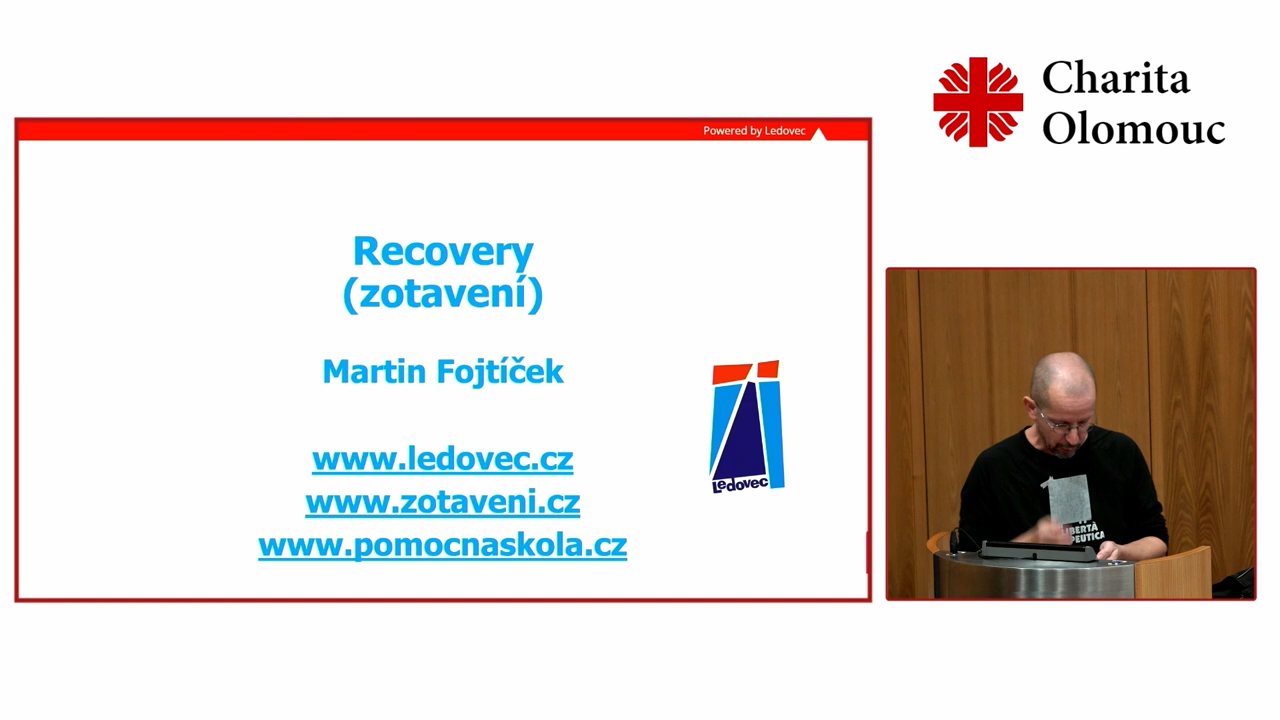 Charita
Olomouc
Powered by Ledovec
Recovery
(zotavení)
Martin Fojtíček
www.ledovec.cz
www.zotaveni.cz
www.pomocnaskola.cz
Ledovec